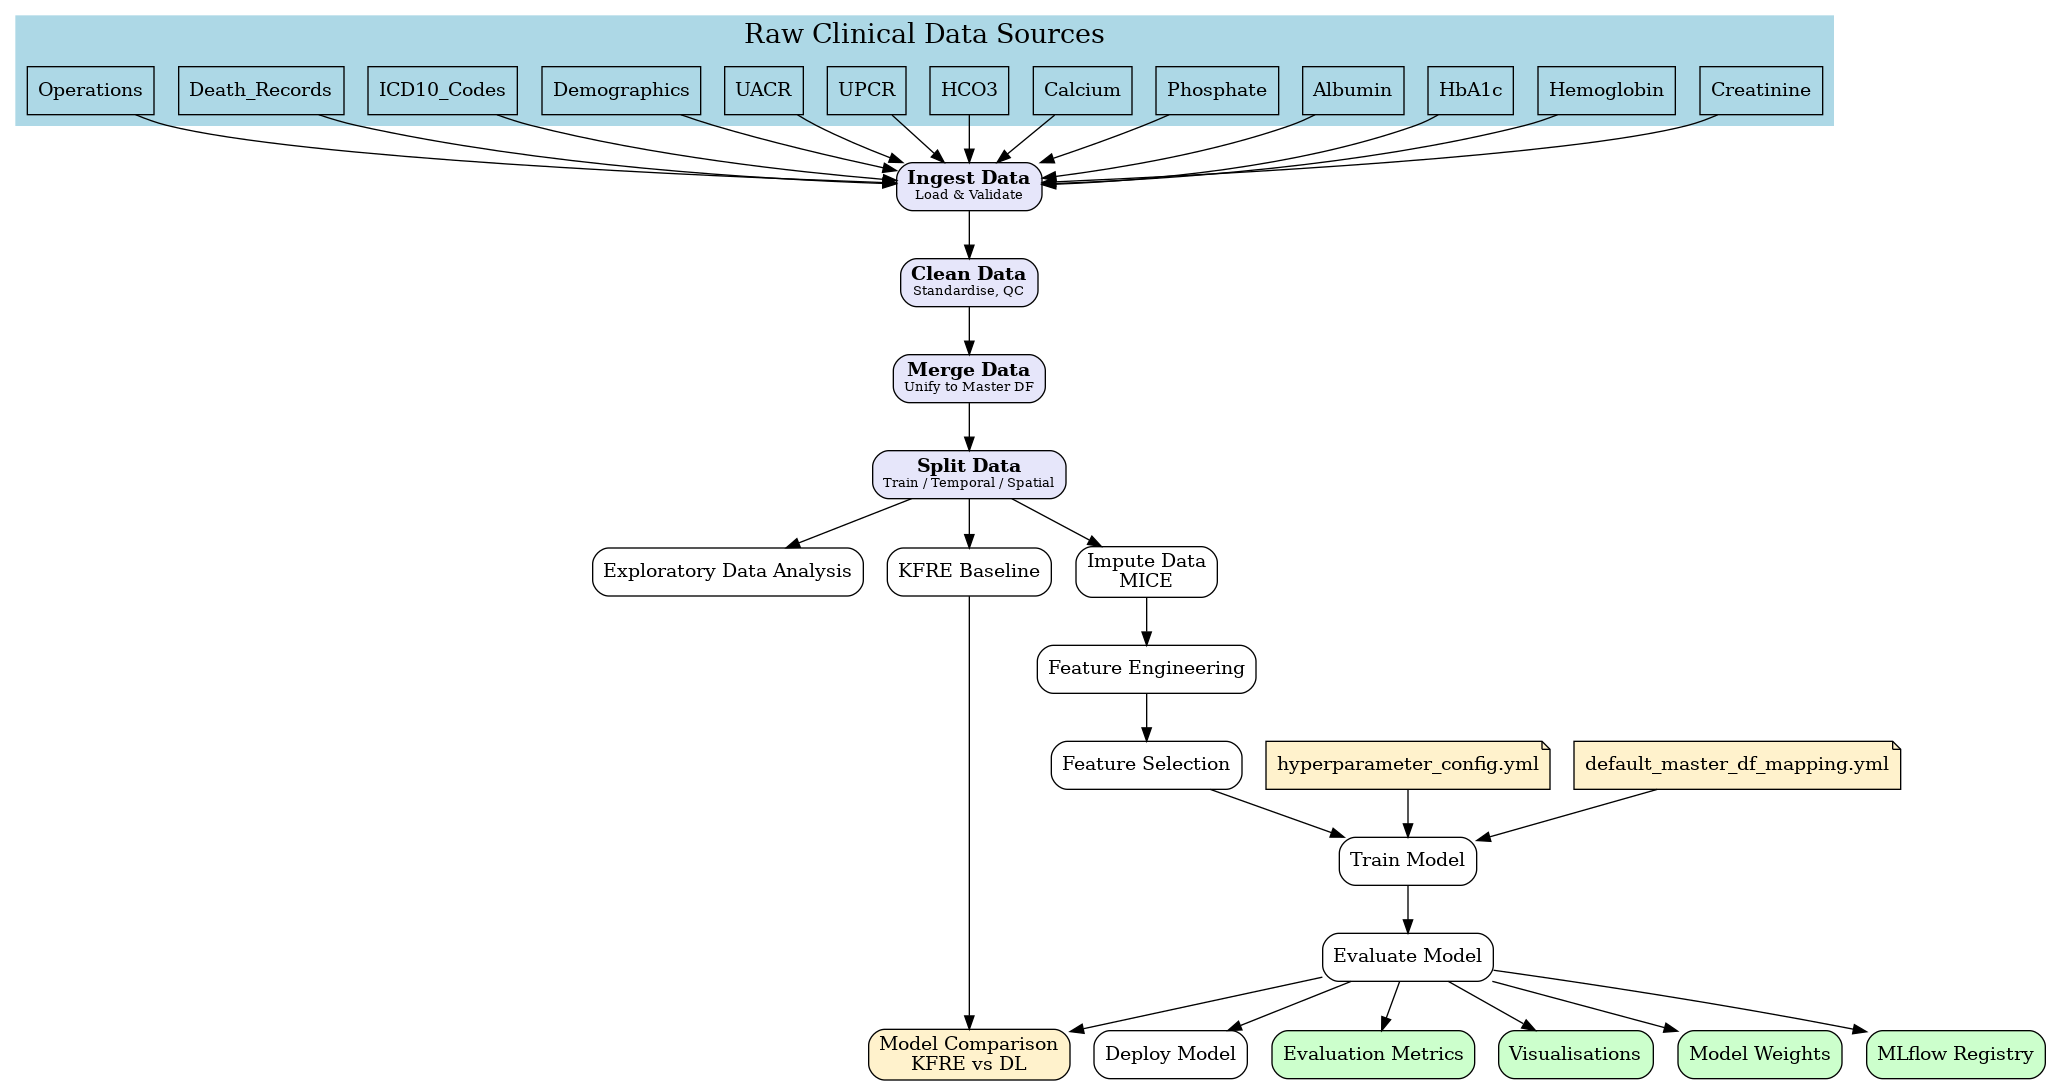 Raw Clinical Data Sources
Operations
Death_Records
ICD10_Codes
Demographics
UACR
UPCR
HCO3
Calcium
Phosphate
Albumin
HbA1c
Hemoglobin
Creatinine
Ingest Data
Load & Validate
Clean Data
Standardise, QC
Merge Data
Unify to Master DF
Split Data
Train / Temporal / Spatial
Exploratory Data Analysis
KFRE Baseline
Impute Data
MICE
Feature Engineering
Feature Selection
hyperparameter_config.yml
default_master_df_mapping.yml
Train Model
Evaluate Model
Model Comparison
KFRE vs DL
Deploy Model
Evaluation Metrics
Visualisations
Model Weights
MLflow Registry